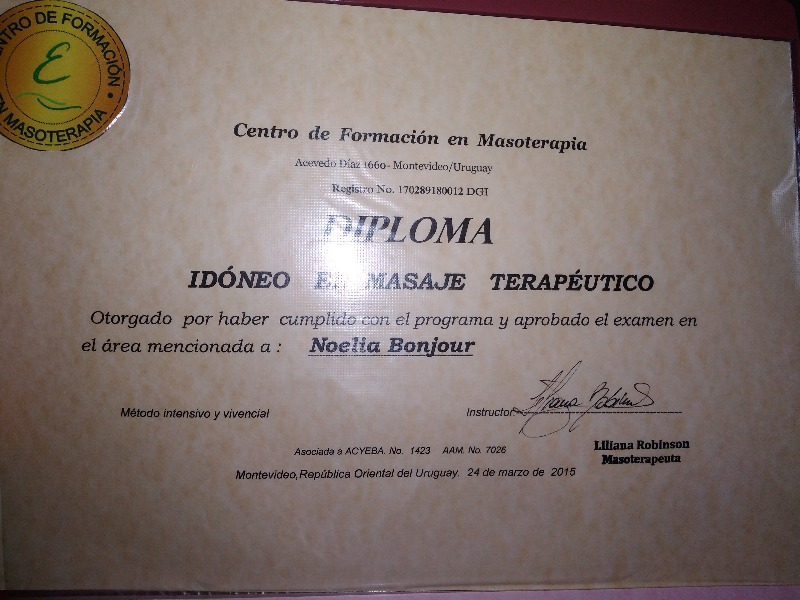 CENTRO DE FORMACIÓN EN MASOTERAPIA
Centro de Formación en Masoterapia
Acevedo Díaz 1660- Montevideo/Uruguay
Registro No. 170289180012 DGI
DIPLOMA
IDÓNEO EN MASAJE TERAPÉUTICO
Otorgado por haber cumplido con el programa y aprobado el examen en
el área mencionada a : Noelia Bonjour
Método intensivo y vivencial
Instructor
Liliana Robinson
Masoterapeuta
Asociada a ACYEBA. No. 1423 AAM. No. 7026
Montevideo,República Oriental del Uruguay. 24 de marzo de 2015